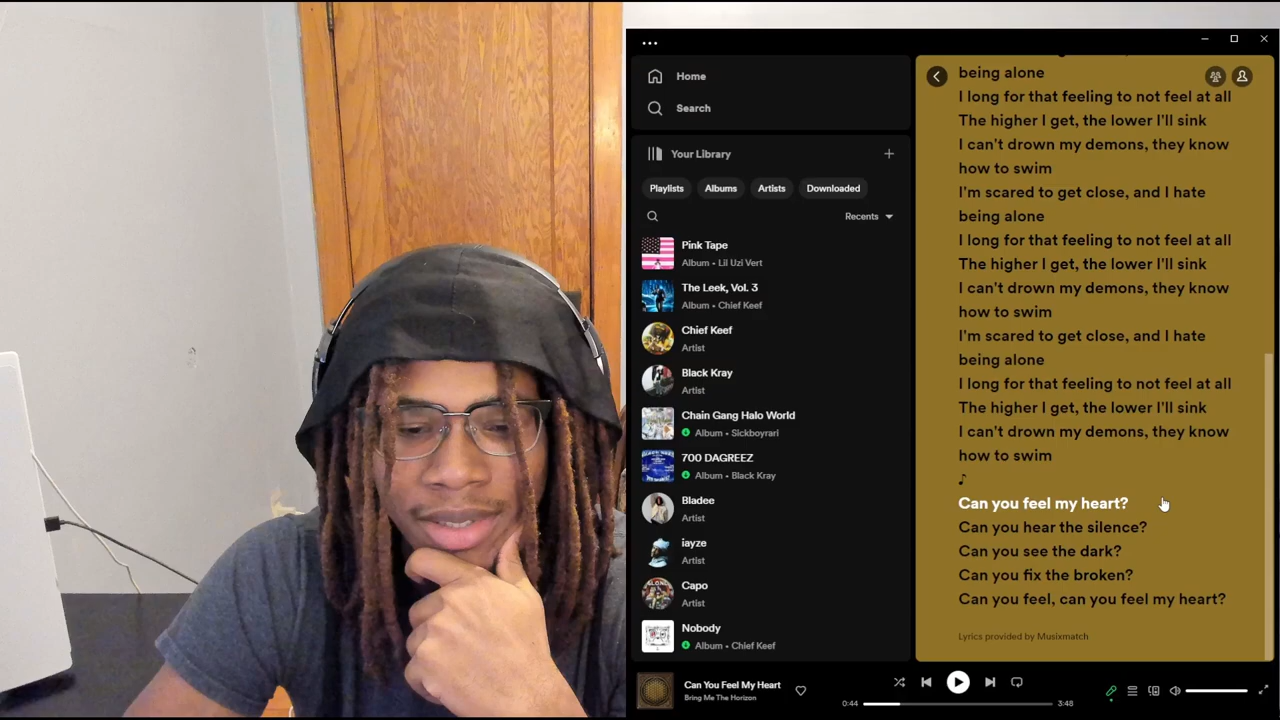 Home
Search
Your Library
Playlists
Albums
Artists
Downloaded
Recents
Pink Tape
Album • Lil Uzi Vert
The Leek, Vol. 3
Album • Chief Keef
Chief Keef
Artist
Black Kray
Artist
Chain Gang Halo World
Album • Sickboyrari
700 DAGREEZ
Album • Black Kray
Bladee
Artist
iayze
Artist
Capo
Artist
Nobody
Album • Chief Keef
being alone
I long for that feeling to not feel at all
The higher I get, the lower I'll sink
I can't drown my demons, they know
how to swim
I'm scared to get close, and I hate
being alone
I long for that feeling to not feel at all
The higher I get, the lower I'll sink
I can't drown my demons, they know
how to swim
I'm scared to get close, and I hate
being alone
I long for that feeling to not feel at all
The higher I get, the lower I'll sink
I can't drown my demons, they know
how to swim
♪
Can you feel my heart?
Can you hear the silence?
Can you see the dark?
Can you fix the broken?
Can you feel, can you feel my heart?
Lyrics provided by Musixmatch
Can You Feel My Heart
Bring Me The Horizon
0:44
3:48